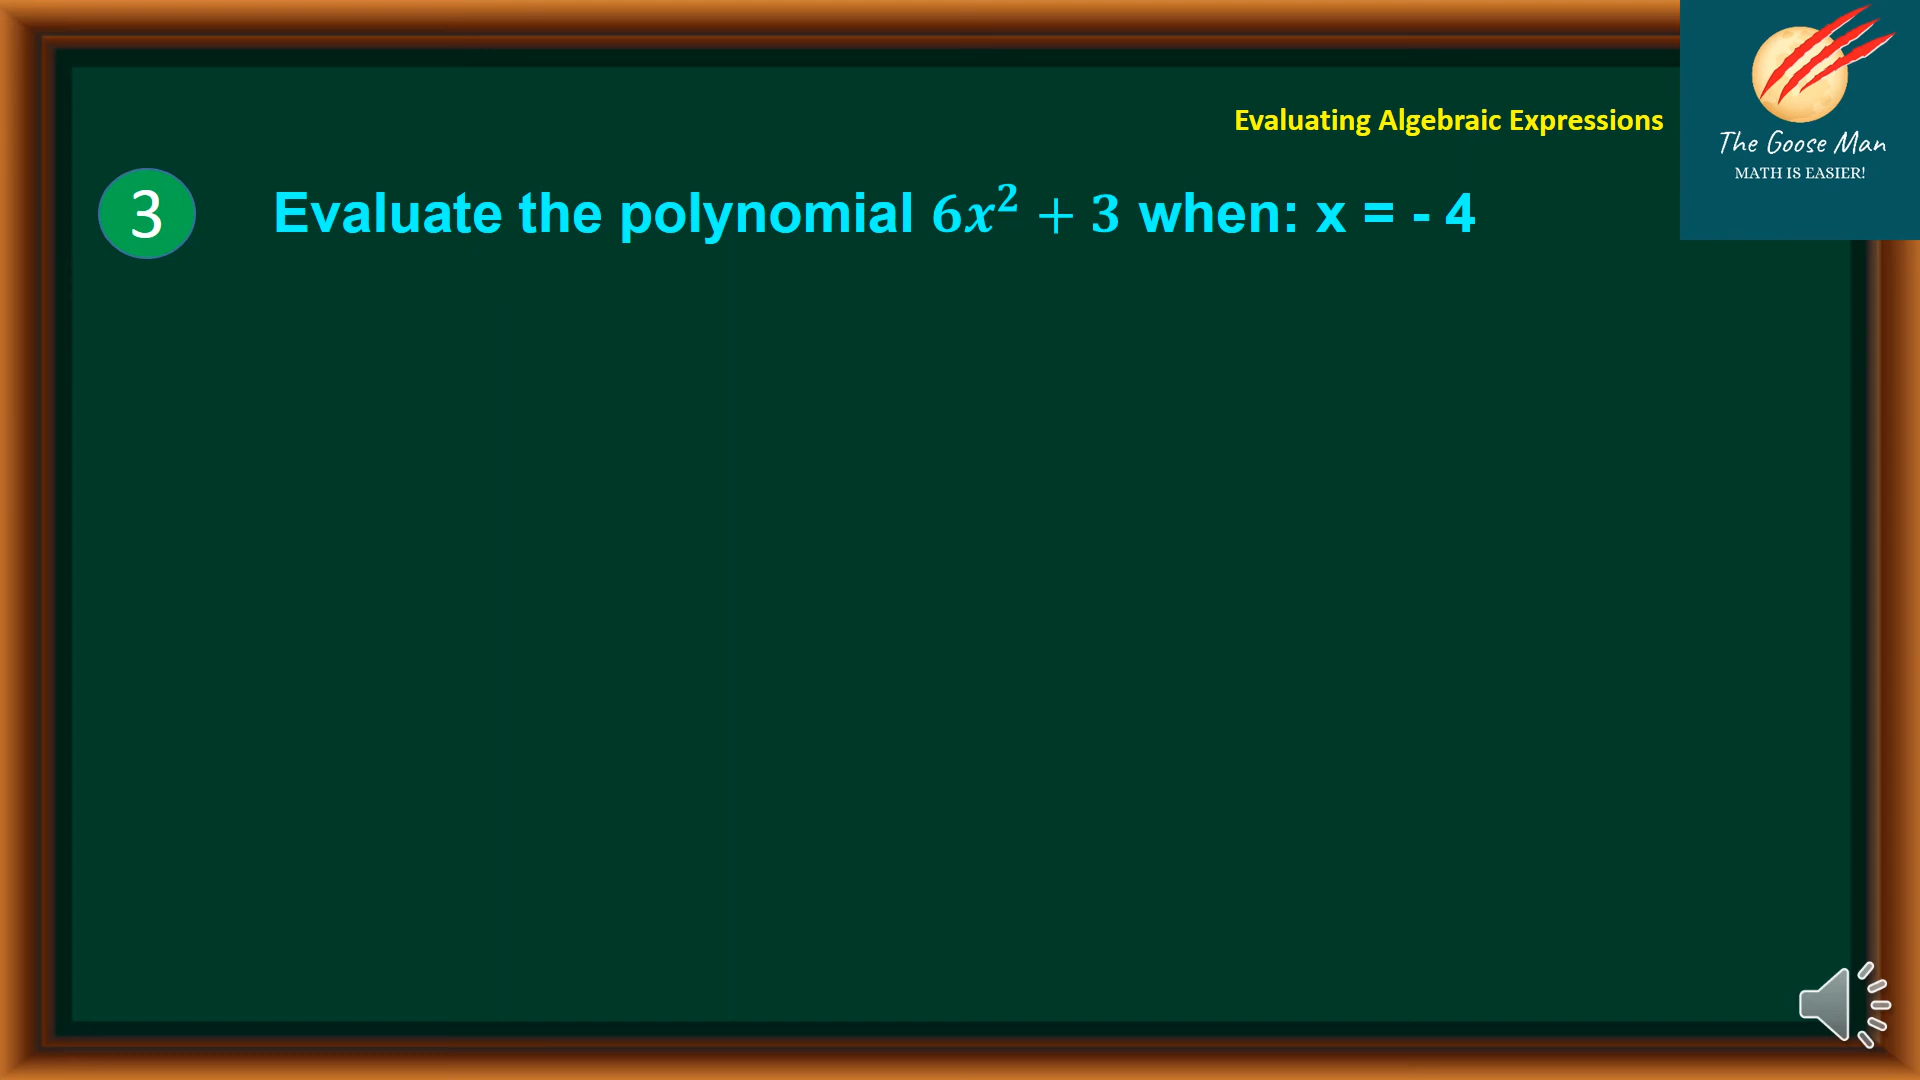 Evaluating Algebraic Expressions
The Goose Man
MATH IS EASIER!
3 Evaluate the polynomial 6x² + 3 when: x = - 4